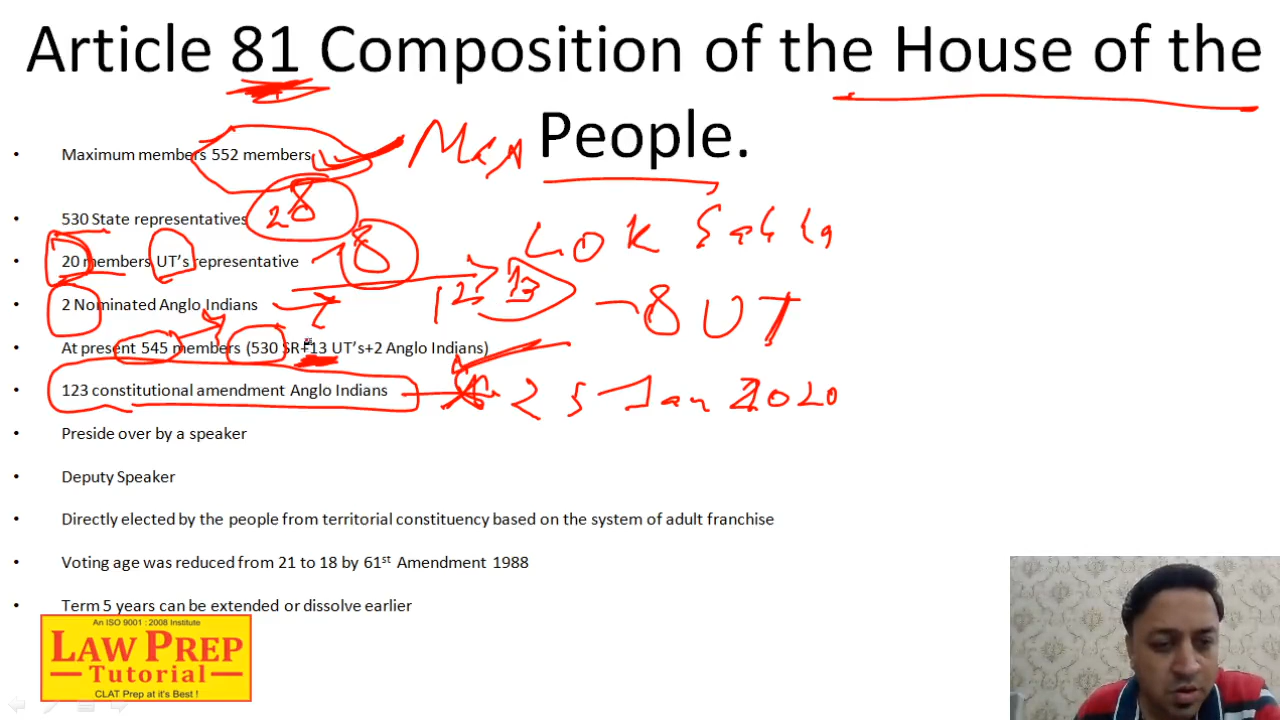 Article 81 Composition of the House of the
People.
• Maximum members 552 members
Max
• 530 State representatives
28
Lok Sabha
• 20 members UT's representative
8
12 13
8 UT
• 2 Nominated Anglo Indians
• At present 545 members (530 SR+13 UT's+2 Anglo Indians)
• 123 constitutional amendment Anglo Indians
25 Jan 2020
• Preside over by a speaker
• Deputy Speaker
• Directly elected by the people from territorial constituency based on the system of adult franchise
• Voting age was reduced from 21 to 18 by 61st Amendment 1988
• Term 5 years can be extended or dissolve earlier
An ISO 9001 : 2008 Institute
LAW PREP
Tutorial
CLAT Prep at it's Best !